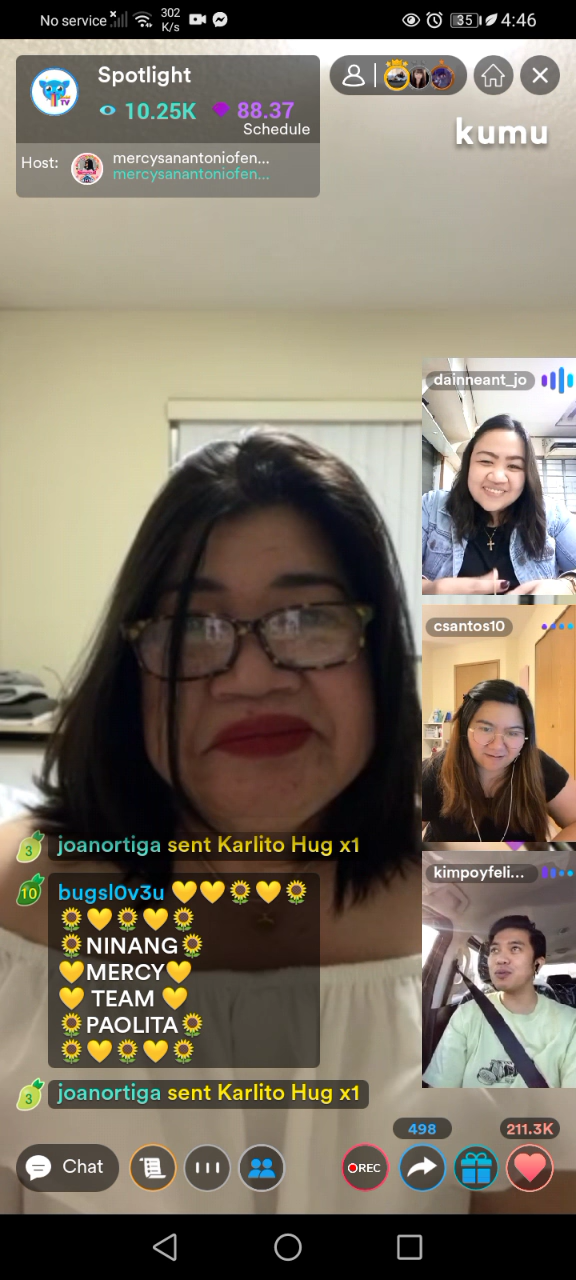 No service 302 K/s 35 4:46
Spotlight
10.25K 88.37
Schedule
kumu
Host: mercysanantoniofen...
mercysanantoniofen...
dainneant_jo
csantos10
kimpoyfeli...
3 joanortiga sent Karlito Hug x1
10 bugsl0v3u 💛💛🌻💛🌻
🌻💛🌻💛🌻
🌻NINANG🌻
💛MERCY💛
💛 TEAM 💛
🌻PAOLITA🌻
🌻💛🌻💛🌻
3 joanortiga sent Karlito Hug x1
498 211.3K
Chat REC